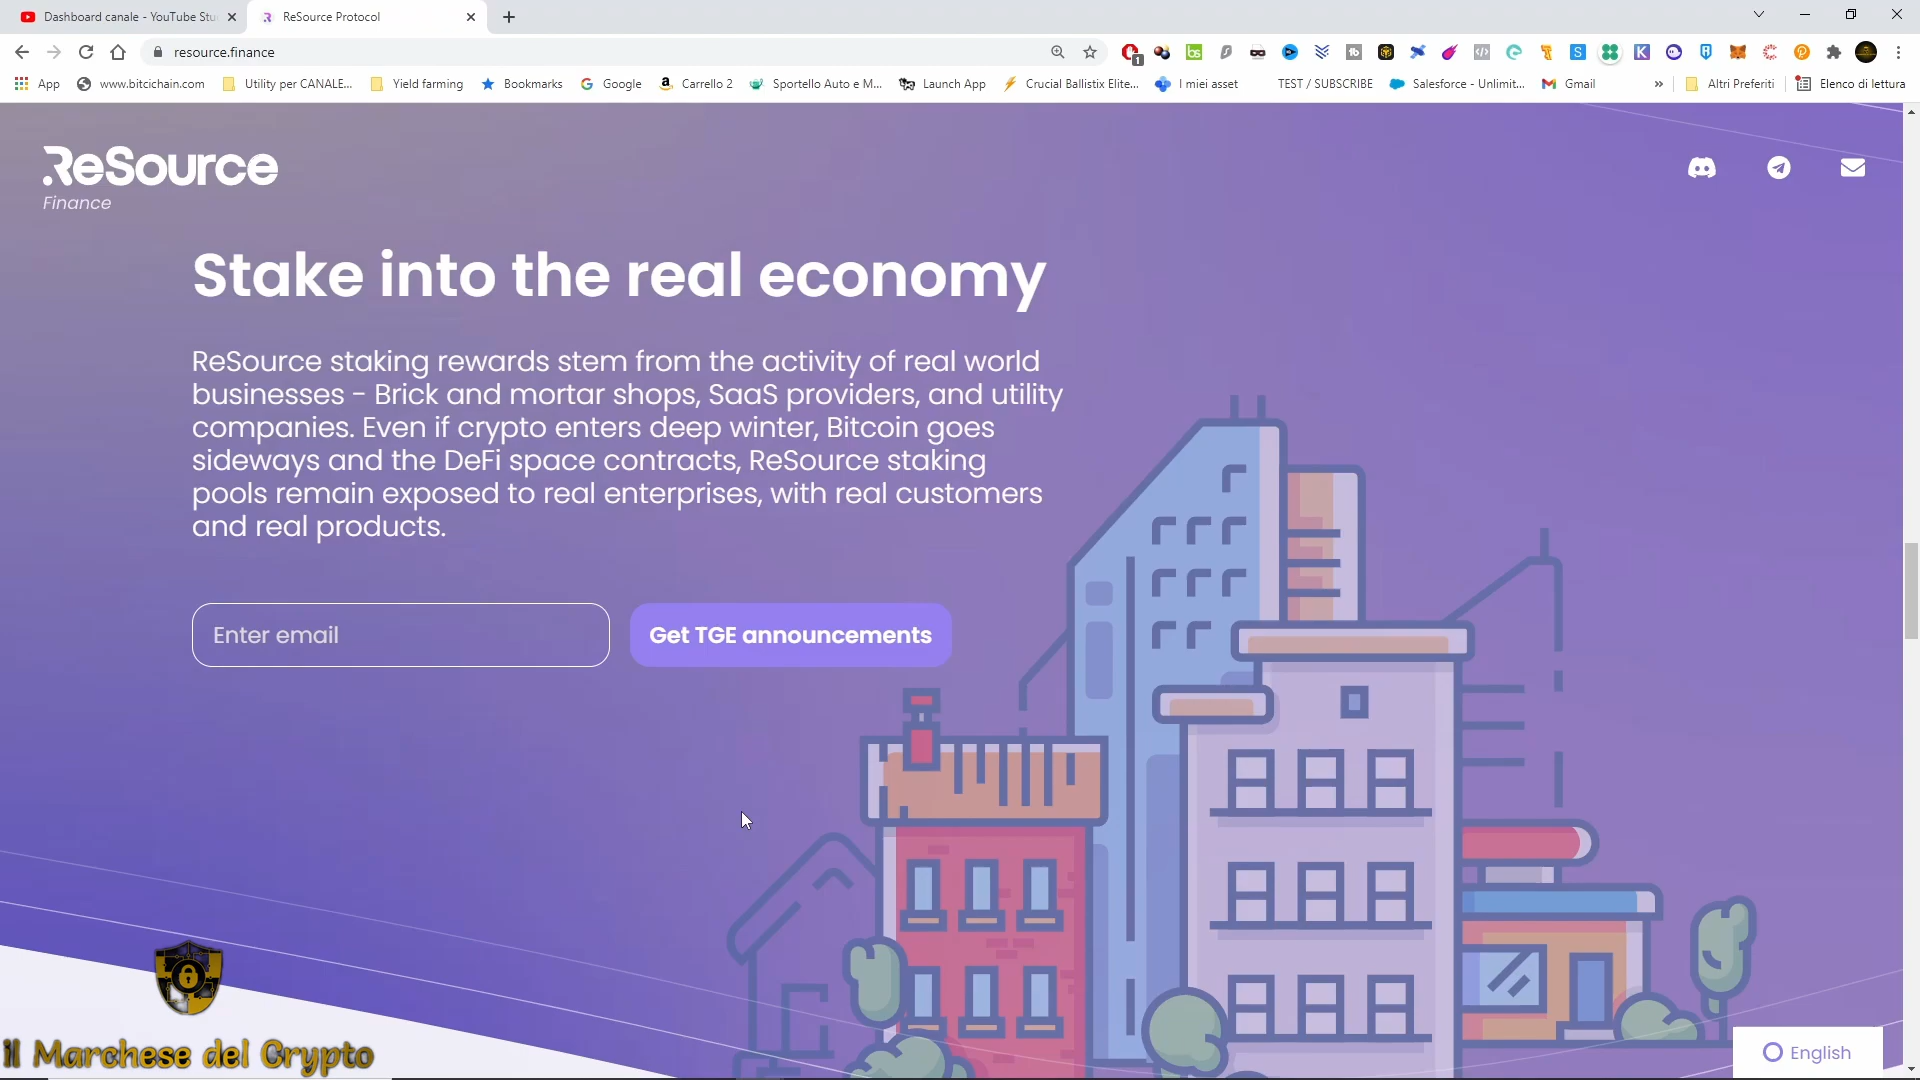 Dashboard canale - YouTube Stu
ReSource Protocol
resource.finance
1
App
www.bitcichain.com
Utility per CANALE...
Yield farming
Bookmarks
Google
Carrello 2
Sportello Auto e M...
Launch App
Crucial Ballistix Elite...
I miei asset
TEST / SUBSCRIBE
Salesforce - Unlimit...
Gmail
Altri Preferiti
Elenco di lettura
ReSource
Finance
Stake into the real economy
ReSource staking rewards stem from the activity of real world
businesses - Brick and mortar shops, SaaS providers, and utility
companies. Even if crypto enters deep winter, Bitcoin goes
sideways and the DeFi space contracts, ReSource staking
pools remain exposed to real enterprises, with real customers
and real products.
Enter email
Get TGE announcements
il Marchese del Crypto
English